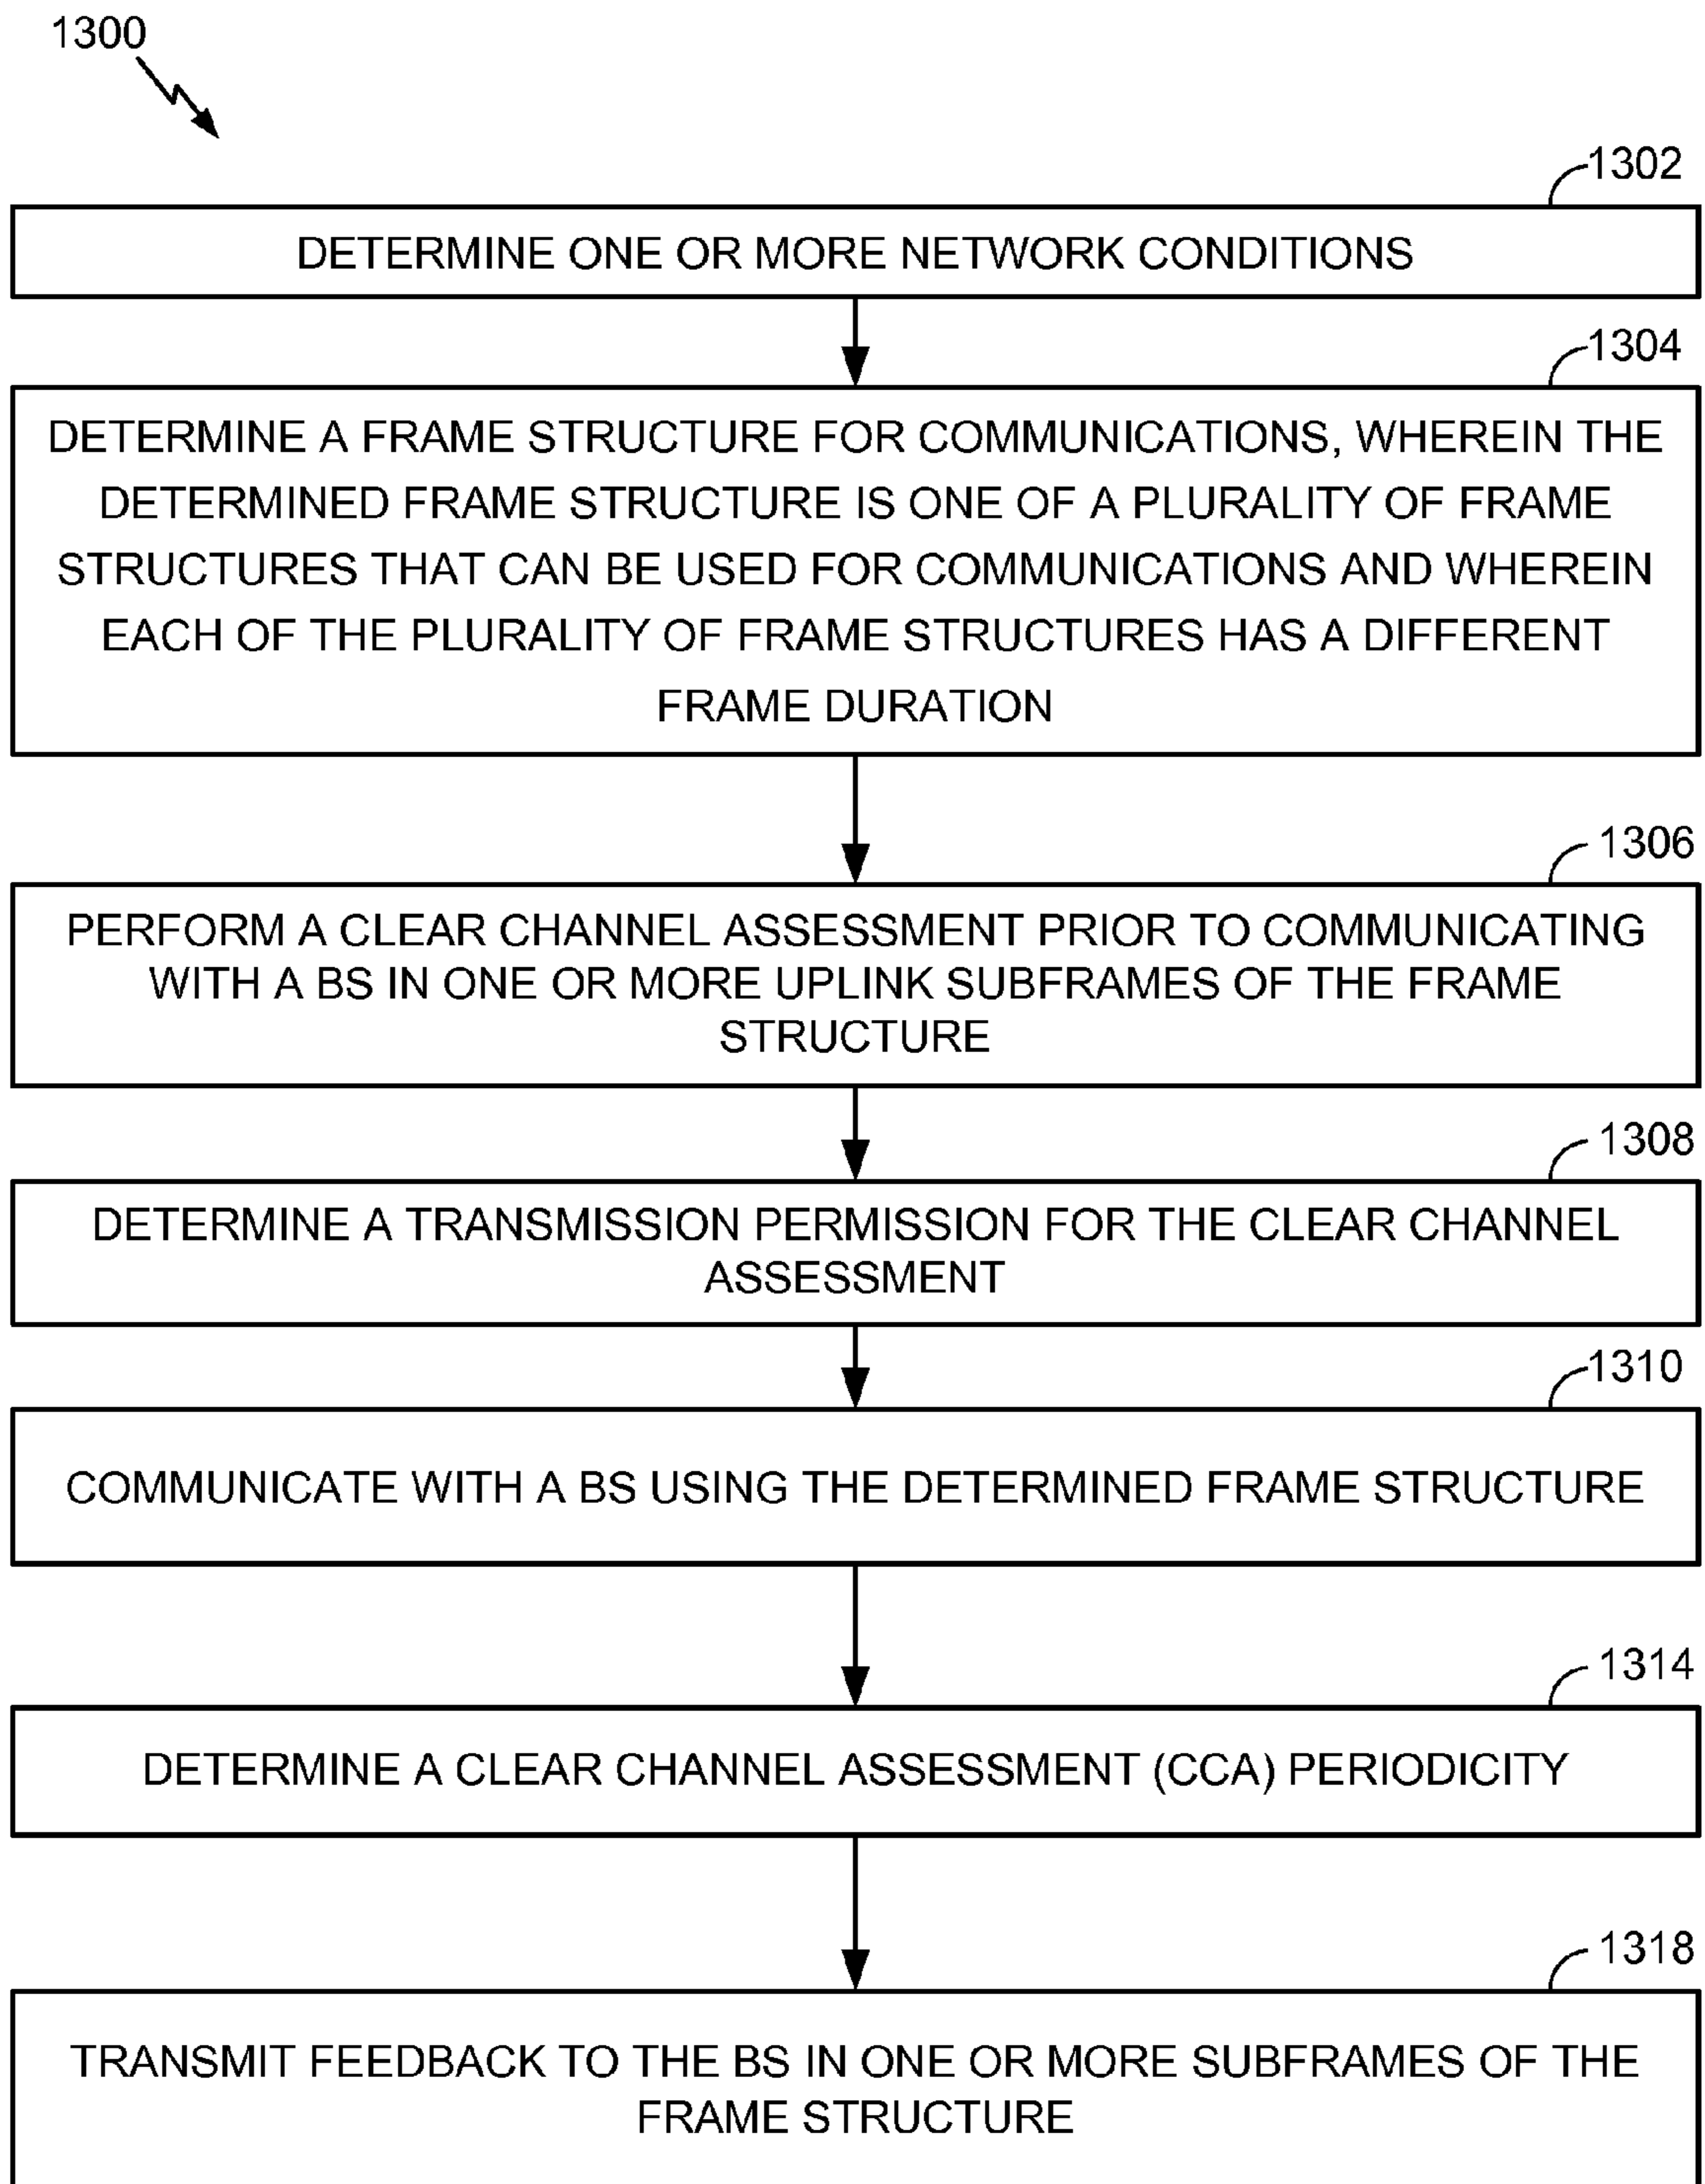 1300
1302
DETERMINE ONE OR MORE NETWORK CONDITIONS
1304
DETERMINE A FRAME STRUCTURE FOR COMMUNICATIONS, WHEREIN THE
DETERMINED FRAME STRUCTURE IS ONE OF A PLURALITY OF FRAME
STRUCTURES THAT CAN BE USED FOR COMMUNICATIONS AND WHEREIN
EACH OF THE PLURALITY OF FRAME STRUCTURES HAS A DIFFERENT
FRAME DURATION
1306
PERFORM A CLEAR CHANNEL ASSESSMENT PRIOR TO COMMUNICATING
WITH A BS IN ONE OR MORE UPLINK SUBFRAMES OF THE FRAME
STRUCTURE
1308
DETERMINE A TRANSMISSION PERMISSION FOR THE CLEAR CHANNEL
ASSESSMENT
1310
COMMUNICATE WITH A BS USING THE DETERMINED FRAME STRUCTURE
1314
DETERMINE A CLEAR CHANNEL ASSESSMENT (CCA) PERIODICITY
1318
TRANSMIT FEEDBACK TO THE BS IN ONE OR MORE SUBFRAMES OF THE
FRAME STRUCTURE